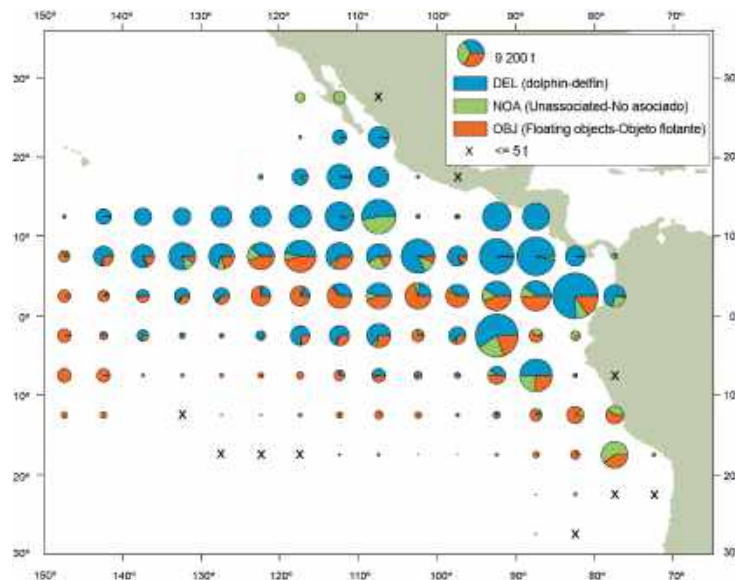 150° 140° 130° 120° 110° 100° 90° 80° 70°
9 200 t
DEL (dolphin-delfin)
NOA (Unassociated-No asociado)
OBJ (Floating objects-Objeto flotante)
x <= 5 t
30° 30
20° 20
10° 10
0° 0
10° 10
20° 20
30° 30
150° 140° 130° 120° 110° 100° 90° 80° 70°